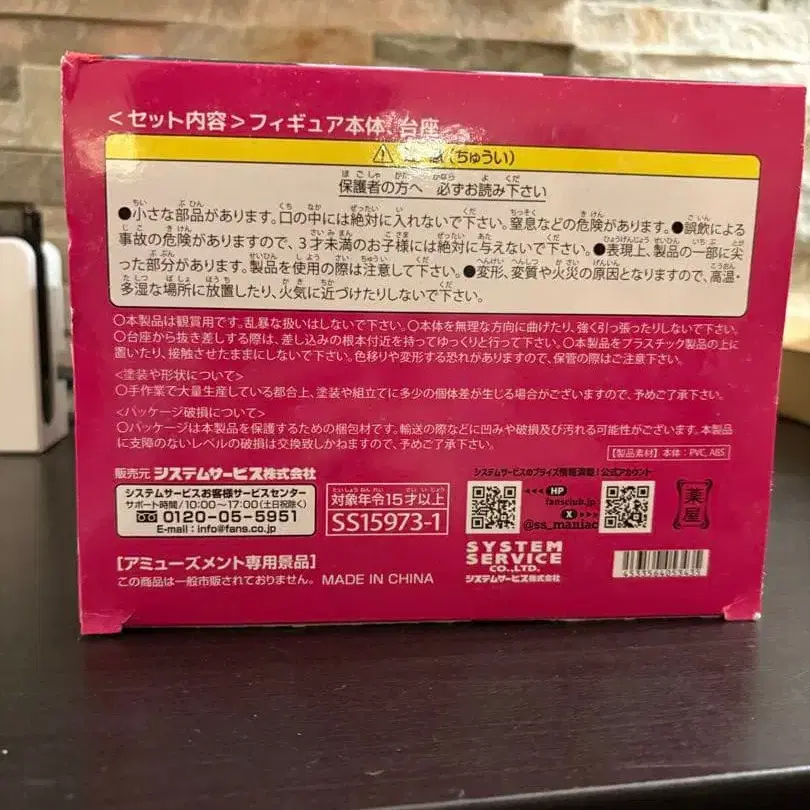 ＜セット内容＞フィギュア本体、台座
注意(ちゅうい)
保護者の方へ 必ずお読み下さい
●小さな部品があります。口の中には絶対に入れないで下さい。窒息などの危険があります。●誤飲による
事故の危険がありますので、3才未満のお子様には絶対に与えないで下さい。●表現上、製品の一部に尖
った部分があります。製品を使用の際は注意して下さい。●変形、変質や火災の原因となりますので、高温・
多湿な場所に放置したり、火気に近づけたりしないで下さい。
○本製品は観賞用です。乱暴な扱いはしないで下さい。○本体を無理な方向に曲げたり、強く引っ張ったりしないで下さい。
○台座から抜き差しする際は、差し込みの根本付近を持ってゆっくりと行って下さい。○本製品をプラスチック製品の上に
置いたり、接触させたままにしないで下さい。色移りや変形する恐れがありますので、保管の際はご注意下さい。
<塗装や形状について>
○手作業で大量生産している都合上、塗装や組立てに多少の個体差が生じる場合がございますので、予めご了承下さい。
<パッケージ破損について>
○パッケージは本製品を保護するための梱包材です。輸送の際などに凹みや破損及び汚れる可能性がございます。本製品
に支障のないレベルの破損は交換致しかねますので、予めご了承下さい。
【製品素材】本体：PVC, ABS
販売元 システムサービス株式会社
システムサービスお客様サービスセンター
サポート時間／10:00～17:00(土日祝除く)
0120-05-5951
E-mail：info@fans.co.jp
たいしょうねんれい さいいじょう
対象年令15才以上
SS15973-1
システムサービスのプライズ情報満載！公式アカウント
HP
fansclub.jp
X
@ss_maniac
薬屋
SYSTEM
SERVICE
CO.,LTD.
システムサービス株式会社
[アミューズメント専用景品]
この商品は一般市販されておりません。 MADE IN CHINA